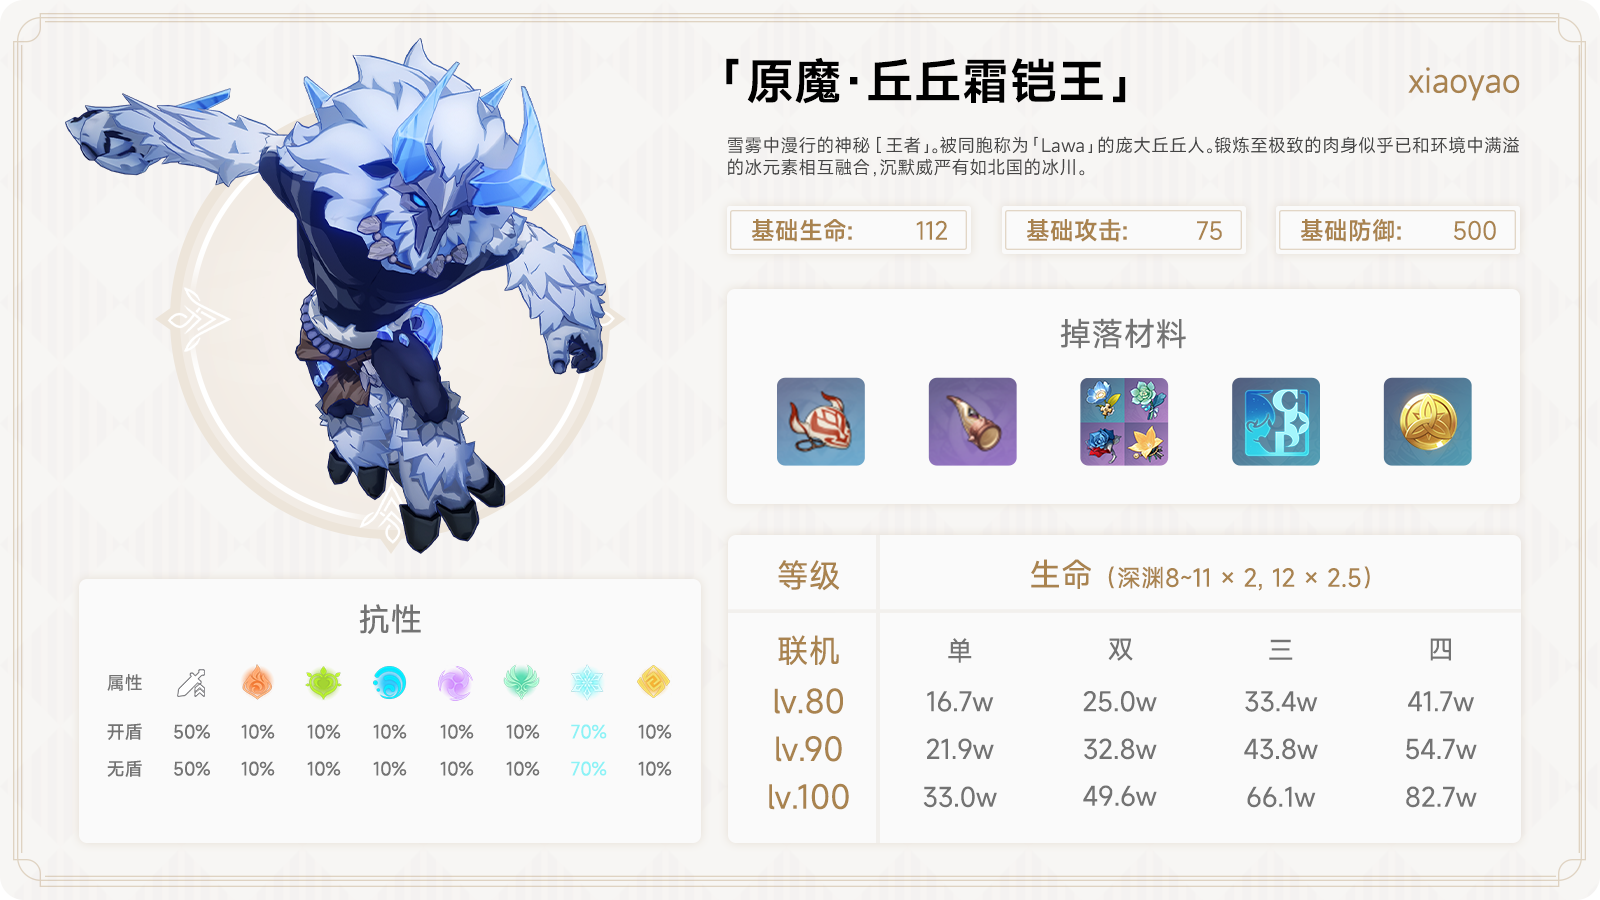 「原魔·丘丘霜铠王」
xiaoyao
雪雾中漫行的神秘［王者」。被同胞称为「Lawa」的庞大丘丘人。锻炼至极致的肉身似乎已和环境中满溢
的冰元素相互融合,沉默威严有如北国的冰川。
基础生命: 112
基础攻击: 75
基础防御: 500
掉落材料
抗性
属性
开盾 50% 10% 10% 10% 10% 10% 70% 10%
无盾 50% 10% 10% 10% 10% 10% 70% 10%
等级 生命（深渊8~11 × 2, 12 × 2.5）
联机 单 双 三 四
lv.80 16.7w 25.0w 33.4w 41.7w
lv.90 21.9w 32.8w 43.8w 54.7w
lv.100 33.0w 49.6w 66.1w 82.7w